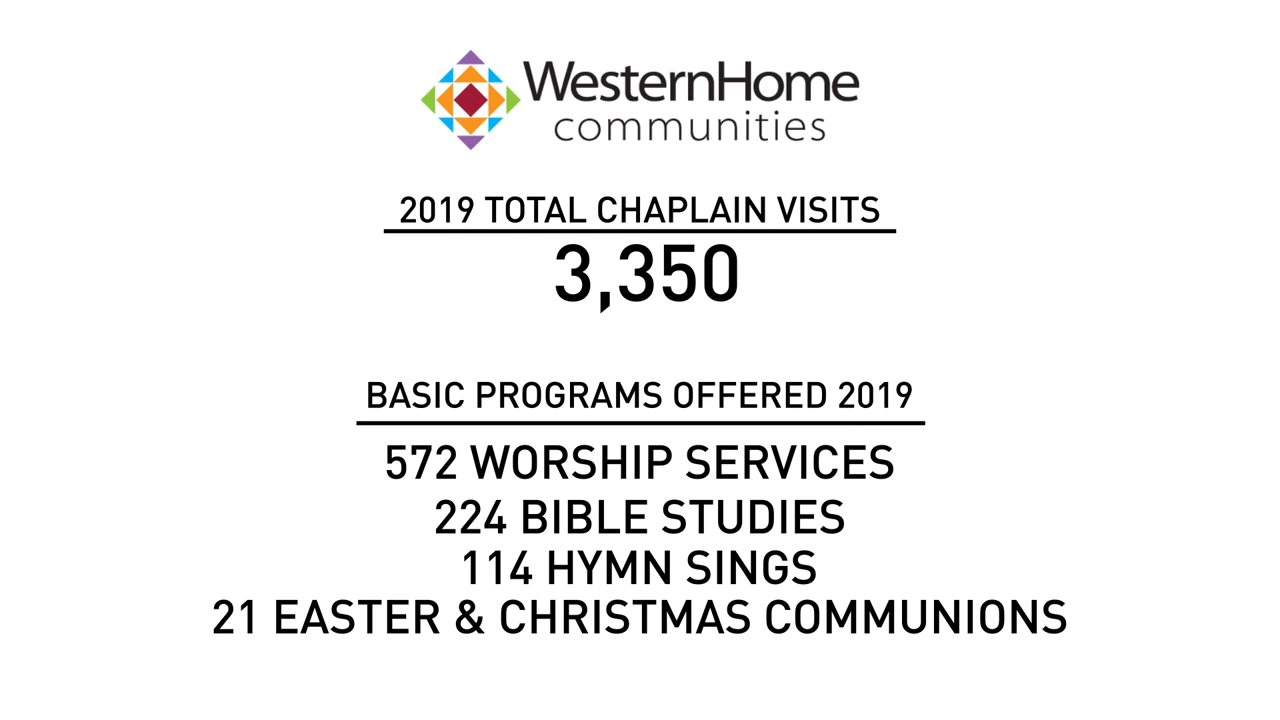 WesternHome
communities
2019 TOTAL CHAPLAIN VISITS
3,350
BASIC PROGRAMS OFFERED 2019
572 WORSHIP SERVICES
224 BIBLE STUDIES
114 HYMN SINGS
21 EASTER & CHRISTMAS COMMUNIONS